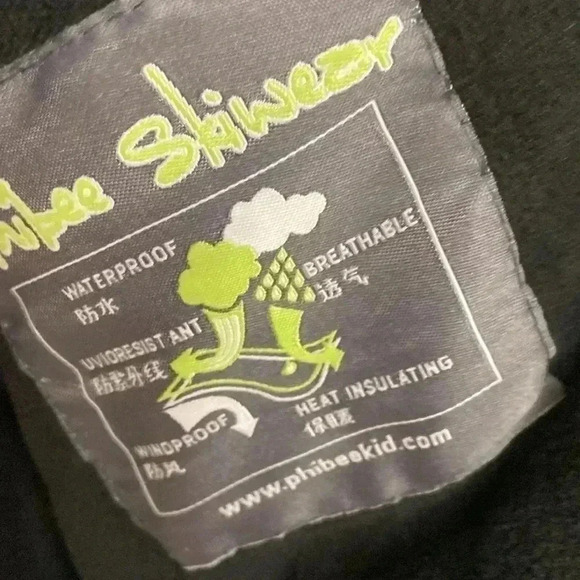 Phibee Skiwear
WATERPROOF
防水
BREATHABLE
透气
UVIORESISTANT
防紫外线
HEAT INSULATING
保暖
WINDPROOF
防风
www.phibeekid.com